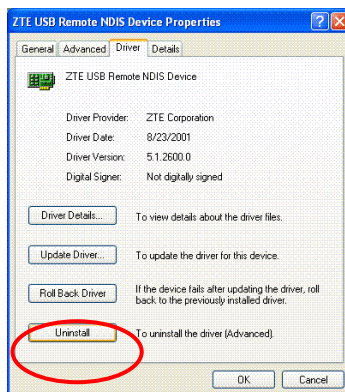 ZTE USB Remote NDIS Device Properties
General Advanced Driver Details
ZTE USB Remote NDIS Device
Driver Provider: ZTE Corporation
Driver Date: 8/23/2001
Driver Version: 5.1.2600.0
Digital Signer: Not digitally signed
Driver Details... To view details about the driver files.
Update Driver... To update the driver for this device.
Roll Back Driver If the device fails after updating the driver, roll
back to the previously installed driver.
Uninstall To uninstall the driver (Advanced).
OK Cancel